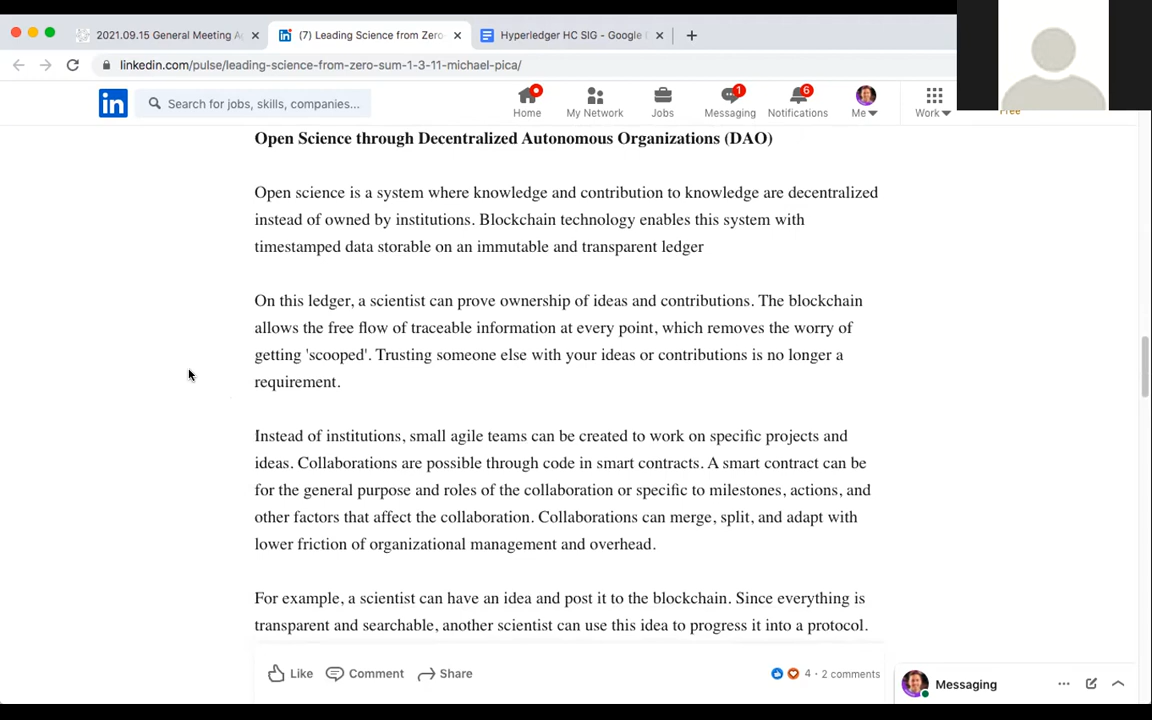 2021.09.15 General Meeting A
(7) Leading Science from Zero
Hyperledger HC SIG - Google
linkedin.com/pulse/leading-science-from-zero-sum-1-3-11-michael-pica/
in
Search for jobs, skills, companies...
Home
My Network
Jobs
1
Messaging
6
Notifications
Me
Work
Free
Open Science through Decentralized Autonomous Organizations (DAO)
Open science is a system where knowledge and contribution to knowledge are decentralized
instead of owned by institutions. Blockchain technology enables this system with
timestamped data storable on an immutable and transparent ledger
On this ledger, a scientist can prove ownership of ideas and contributions. The blockchain
allows the free flow of traceable information at every point, which removes the worry of
getting 'scooped'. Trusting someone else with your ideas or contributions is no longer a
requirement.
Instead of institutions, small agile teams can be created to work on specific projects and
ideas. Collaborations are possible through code in smart contracts. A smart contract can be
for the general purpose and roles of the collaboration or specific to milestones, actions, and
other factors that affect the collaboration. Collaborations can merge, split, and adapt with
lower friction of organizational management and overhead.
For example, a scientist can have an idea and post it to the blockchain. Since everything is
transparent and searchable, another scientist can use this idea to progress it into a protocol.
Like
Comment
Share
4 · 2 comments
Messaging